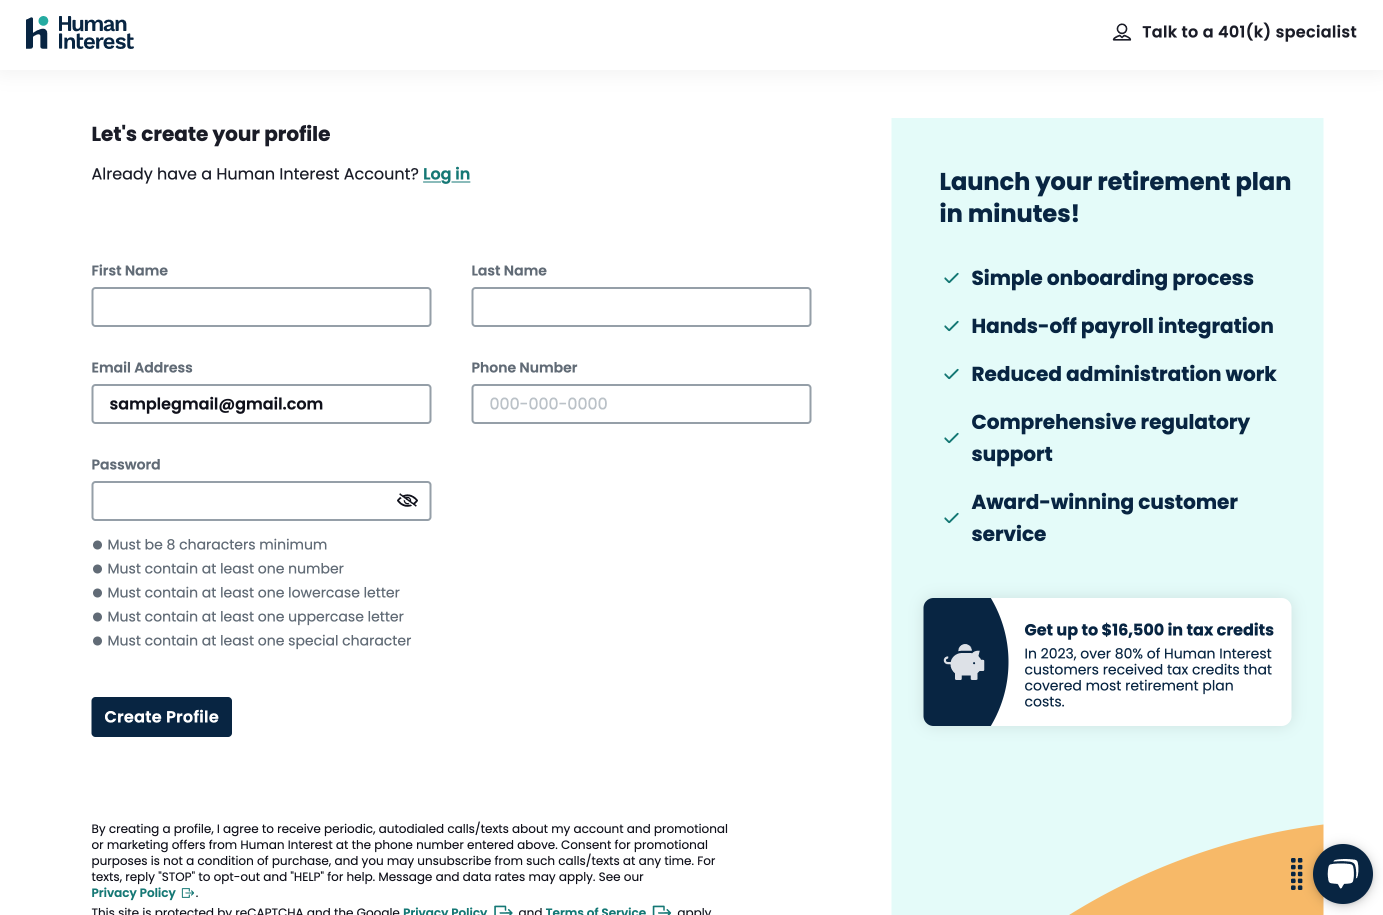 Human
Interest
Talk to a 401(k) specialist
Let's create your profile
Already have a Human Interest Account? Log in
First Name
Last Name
Email Address
Phone Number
samplegmail@gmail.com
000-000-0000
Password
Must be 8 characters minimum
Must contain at least one number
Must contain at least one lowercase letter
Must contain at least one uppercase letter
Must contain at least one special character
Create Profile
By creating a profile, I agree to receive periodic, autodialed calls/texts about my account and promotional
or marketing offers from Human Interest at the phone number entered above. Consent for promotional
purposes is not a condition of purchase, and you may unsubscribe from such calls/texts at any time. For
texts, reply "STOP" to opt-out and "HELP" for help. Message and data rates may apply. See our
Privacy Policy .
This site is protected by reCAPTCHA and the Google Privacy Policy and Terms of Service apply
Launch your retirement plan
in minutes!
Simple onboarding process
Hands-off payroll integration
Reduced administration work
Comprehensive regulatory
support
Award-winning customer
service
Get up to $16,500 in tax credits
In 2023, over 80% of Human Interest
customers received tax credits that
covered most retirement plan
costs.